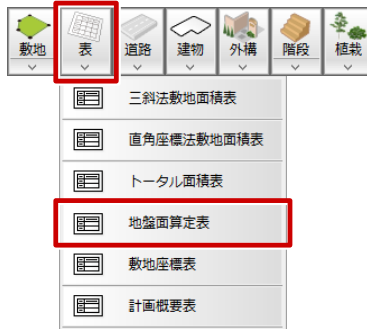 敷地 表 道路 建物 外構 階段 植栽
三斜法敷地面積表
直角座標法敷地面積表
トータル面積表
地盤面算定表
敷地座標表
計画概要表